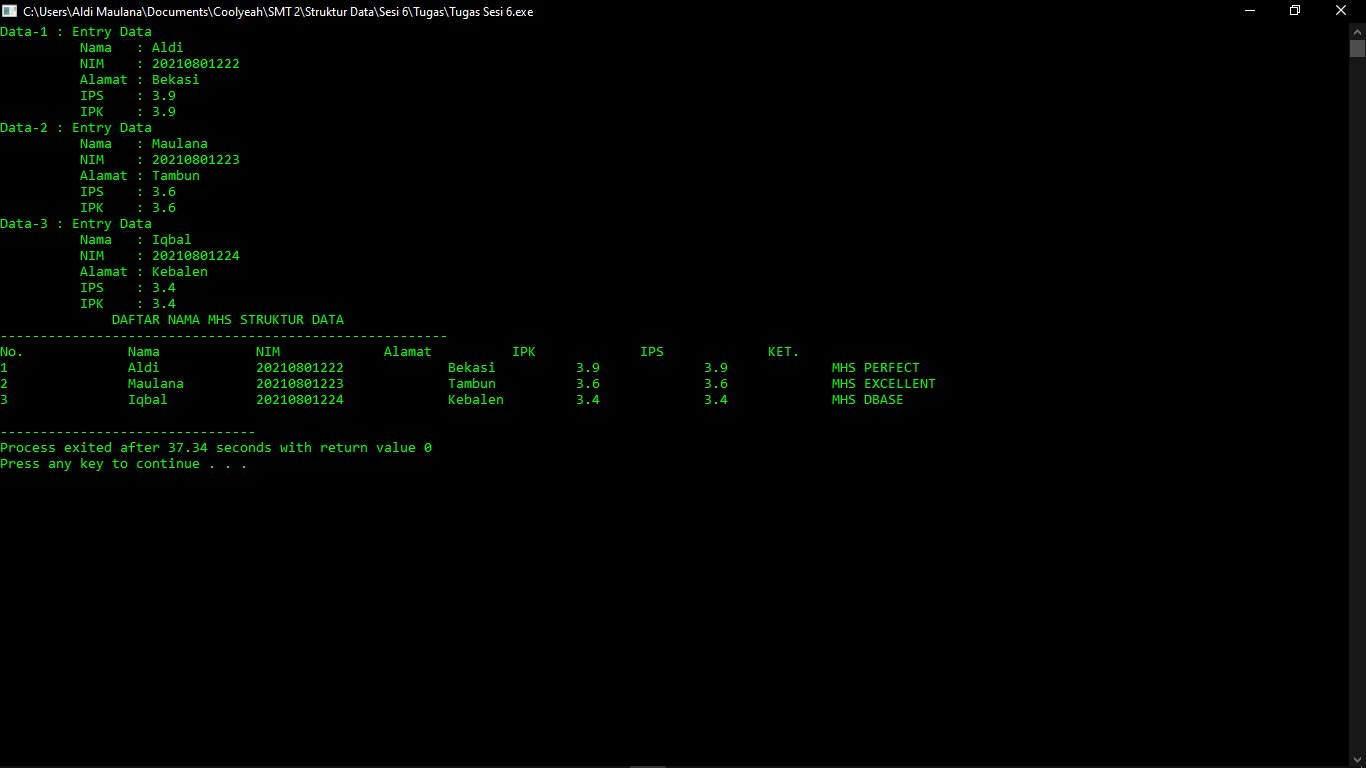 C:\Users\Aldi Maulana\Documents\Coolyeah\SMT 2\Struktur Data\Sesi 6\Tugas\Tugas Sesi 6.exe
Data-1 : Entry Data
Nama : Aldi
NIM : 20210801222
Alamat : Bekasi
IPS : 3.9
IPK : 3.9
Data-2 : Entry Data
Nama : Maulana
NIM : 20210801223
Alamat : Tambun
IPS : 3.6
IPK : 3.6
Data-3 : Entry Data
Nama : Iqbal
NIM : 20210801224
Alamat : Kebalen
IPS : 3.4
IPK : 3.4
DAFTAR NAMA MHS STRUKTUR DATA
--------------------------------------------------------
No. Nama NIM Alamat IPK IPS KET.
1 Aldi 20210801222 Bekasi 3.9 3.9 MHS PERFECT
2 Maulana 20210801223 Tambun 3.6 3.6 MHS EXCELLENT
3 Iqbal 20210801224 Kebalen 3.4 3.4 MHS DBASE
--------------------------------
Process exited after 37.34 seconds with return value 0
Press any key to continue . . .